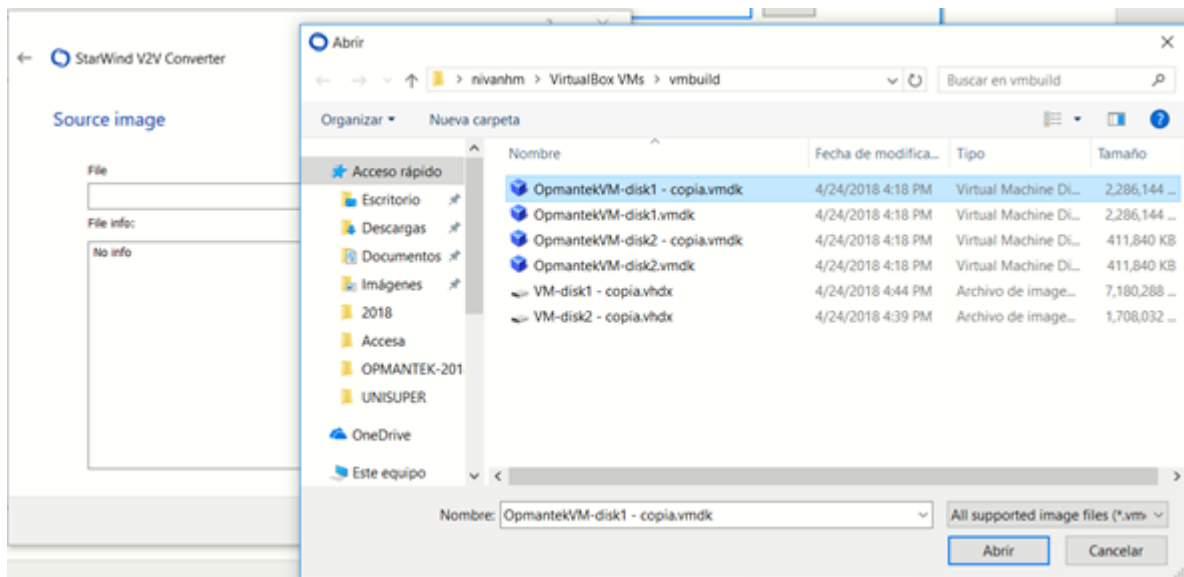 StarWind V2V Converter
Source image
File
File info:
No info
Abrir
nivanhm > VirtualBox VMs > vmbuild
Buscar en vmbuild
Organizar
Nueva carpeta
Nombre
Fecha de modifica...
Tipo
Tamaño
Acceso rápido
Escritorio
Descargas
Documentos
Imágenes
2018
Accesa
OPMANTEK-201
UNISUPER
OneDrive
Este equipo
OpmantekVM-disk1 - copia.vmdk 4/24/2018 4:18 PM Virtual Machine Di... 2,286,144 ...
OpmantekVM-disk1.vmdk 4/24/2018 4:18 PM Virtual Machine Di... 2,286,144 ...
OpmantekVM-disk2 - copia.vmdk 4/24/2018 4:18 PM Virtual Machine Di... 411,840 KB
OpmantekVM-disk2.vmdk 4/24/2018 4:18 PM Virtual Machine Di... 411,840 KB
VM-disk1 - copia.vhdx 4/24/2018 4:44 PM Archivo de image... 7,180,288 ...
VM-disk2 - copia.vhdx 4/24/2018 4:39 PM Archivo de image... 1,708,032 ...
Nombre: OpmantekVM-disk1 - copia.vmdk
All supported image files (*.vm
Abrir
Cancelar